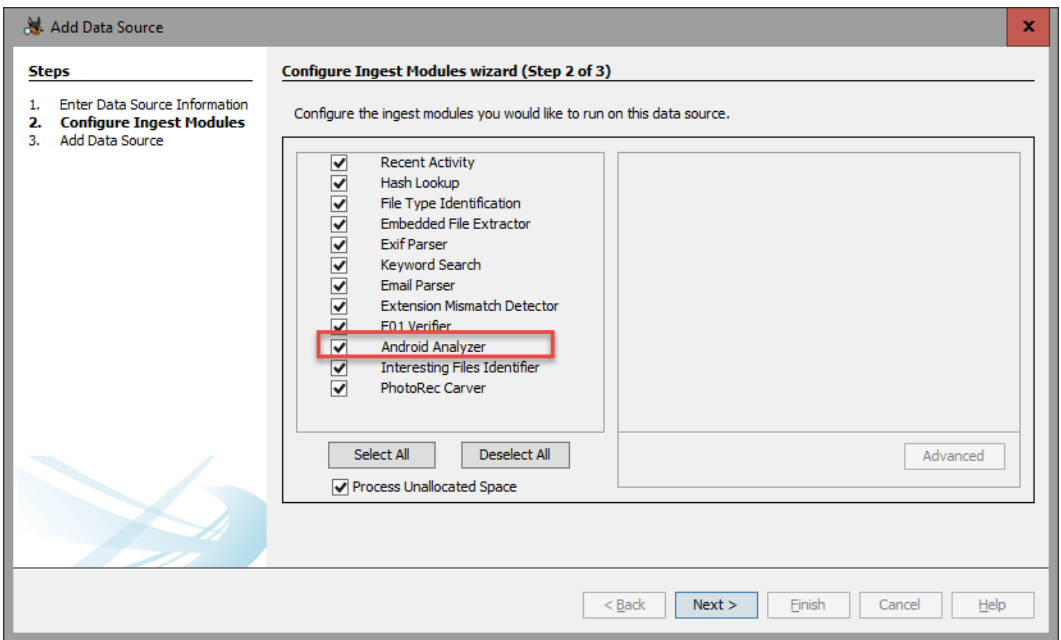 Add Data Source
x
Steps
1. Enter Data Source Information
2. Configure Ingest Modules
3. Add Data Source
Configure Ingest Modules wizard (Step 2 of 3)
Configure the ingest modules you would like to run on this data source.
Recent Activity
Hash Lookup
File Type Identification
Embedded File Extractor
Exif Parser
Keyword Search
Email Parser
Extension Mismatch Detector
E01 Verifier
Android Analyzer
Interesting Files Identifier
PhotoRec Carver
Select All Deselect All
Process Unallocated Space
Advanced
< Back Next > Finish Cancel Help